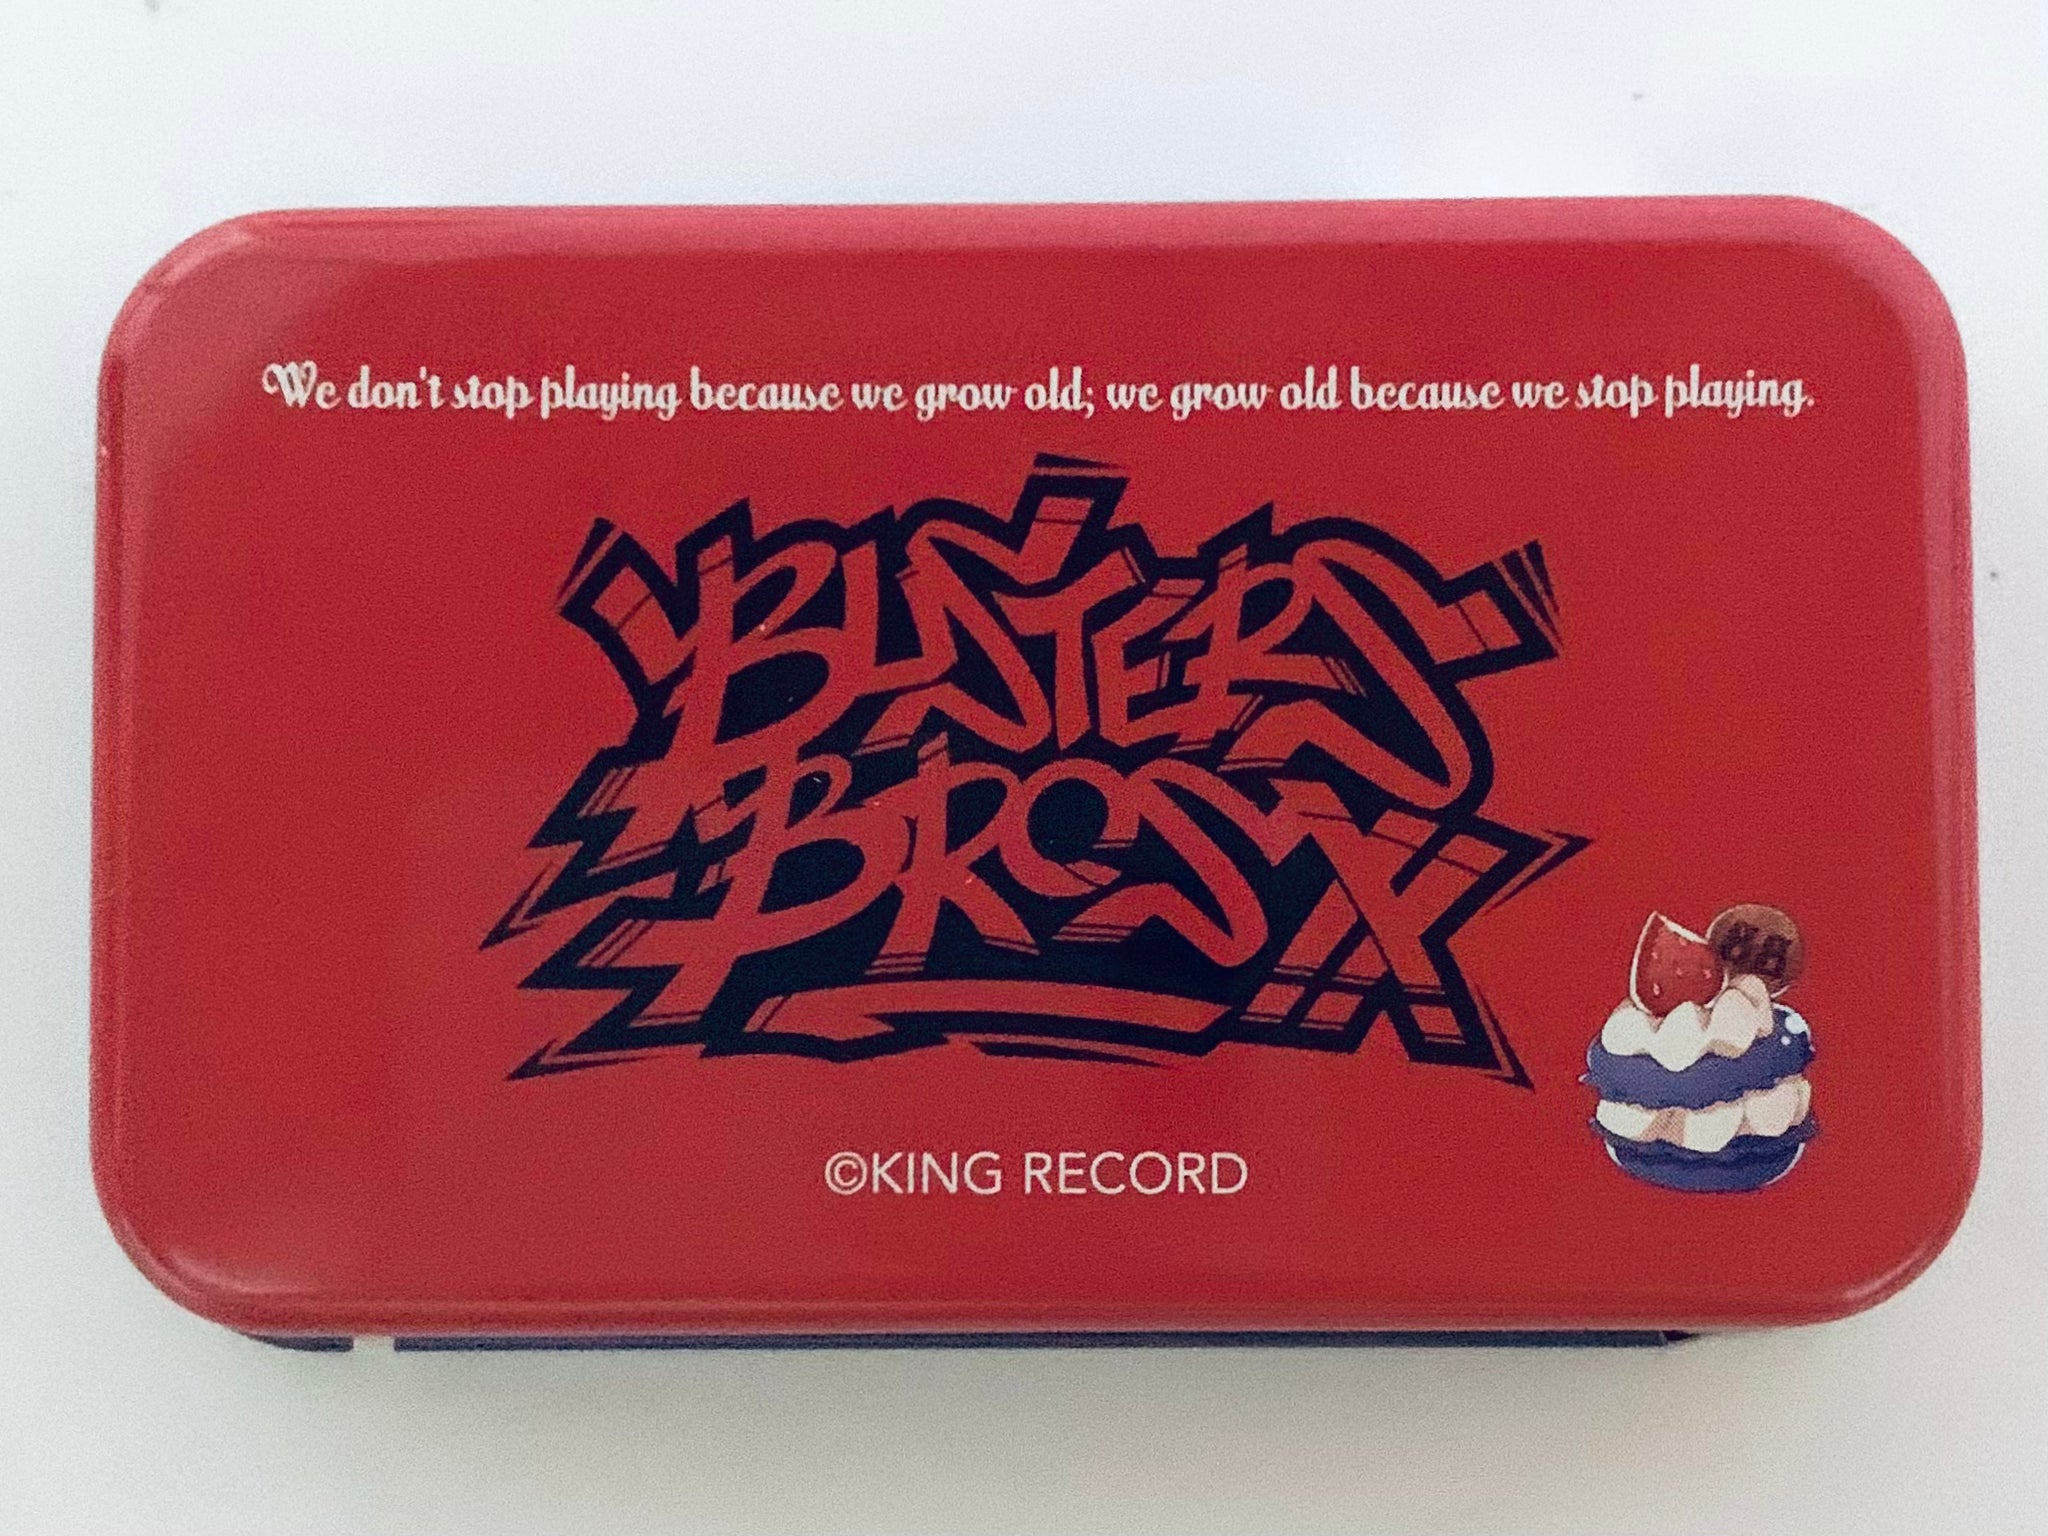 We don't stop playing because we grow old; we grow old because we stop playing.
BUSTERS
BROS
©KING RECORD